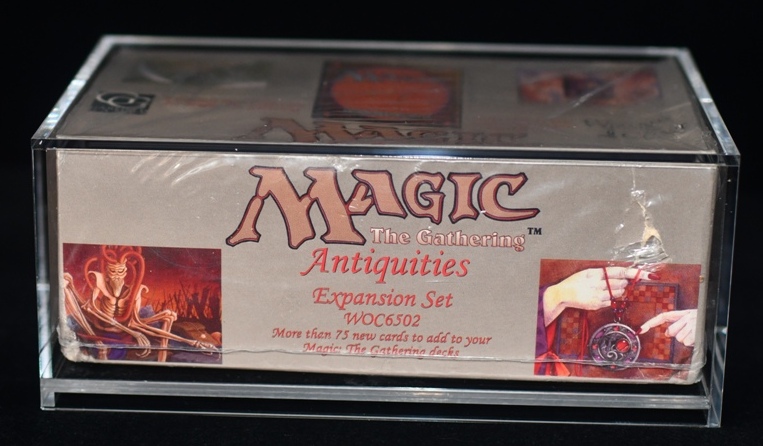 MAGIC
MAGIC
The Gathering™
Antiquities
Expansion Set
WOC6502
More than 75 new cards to add to your
Magic: The Gathering decks